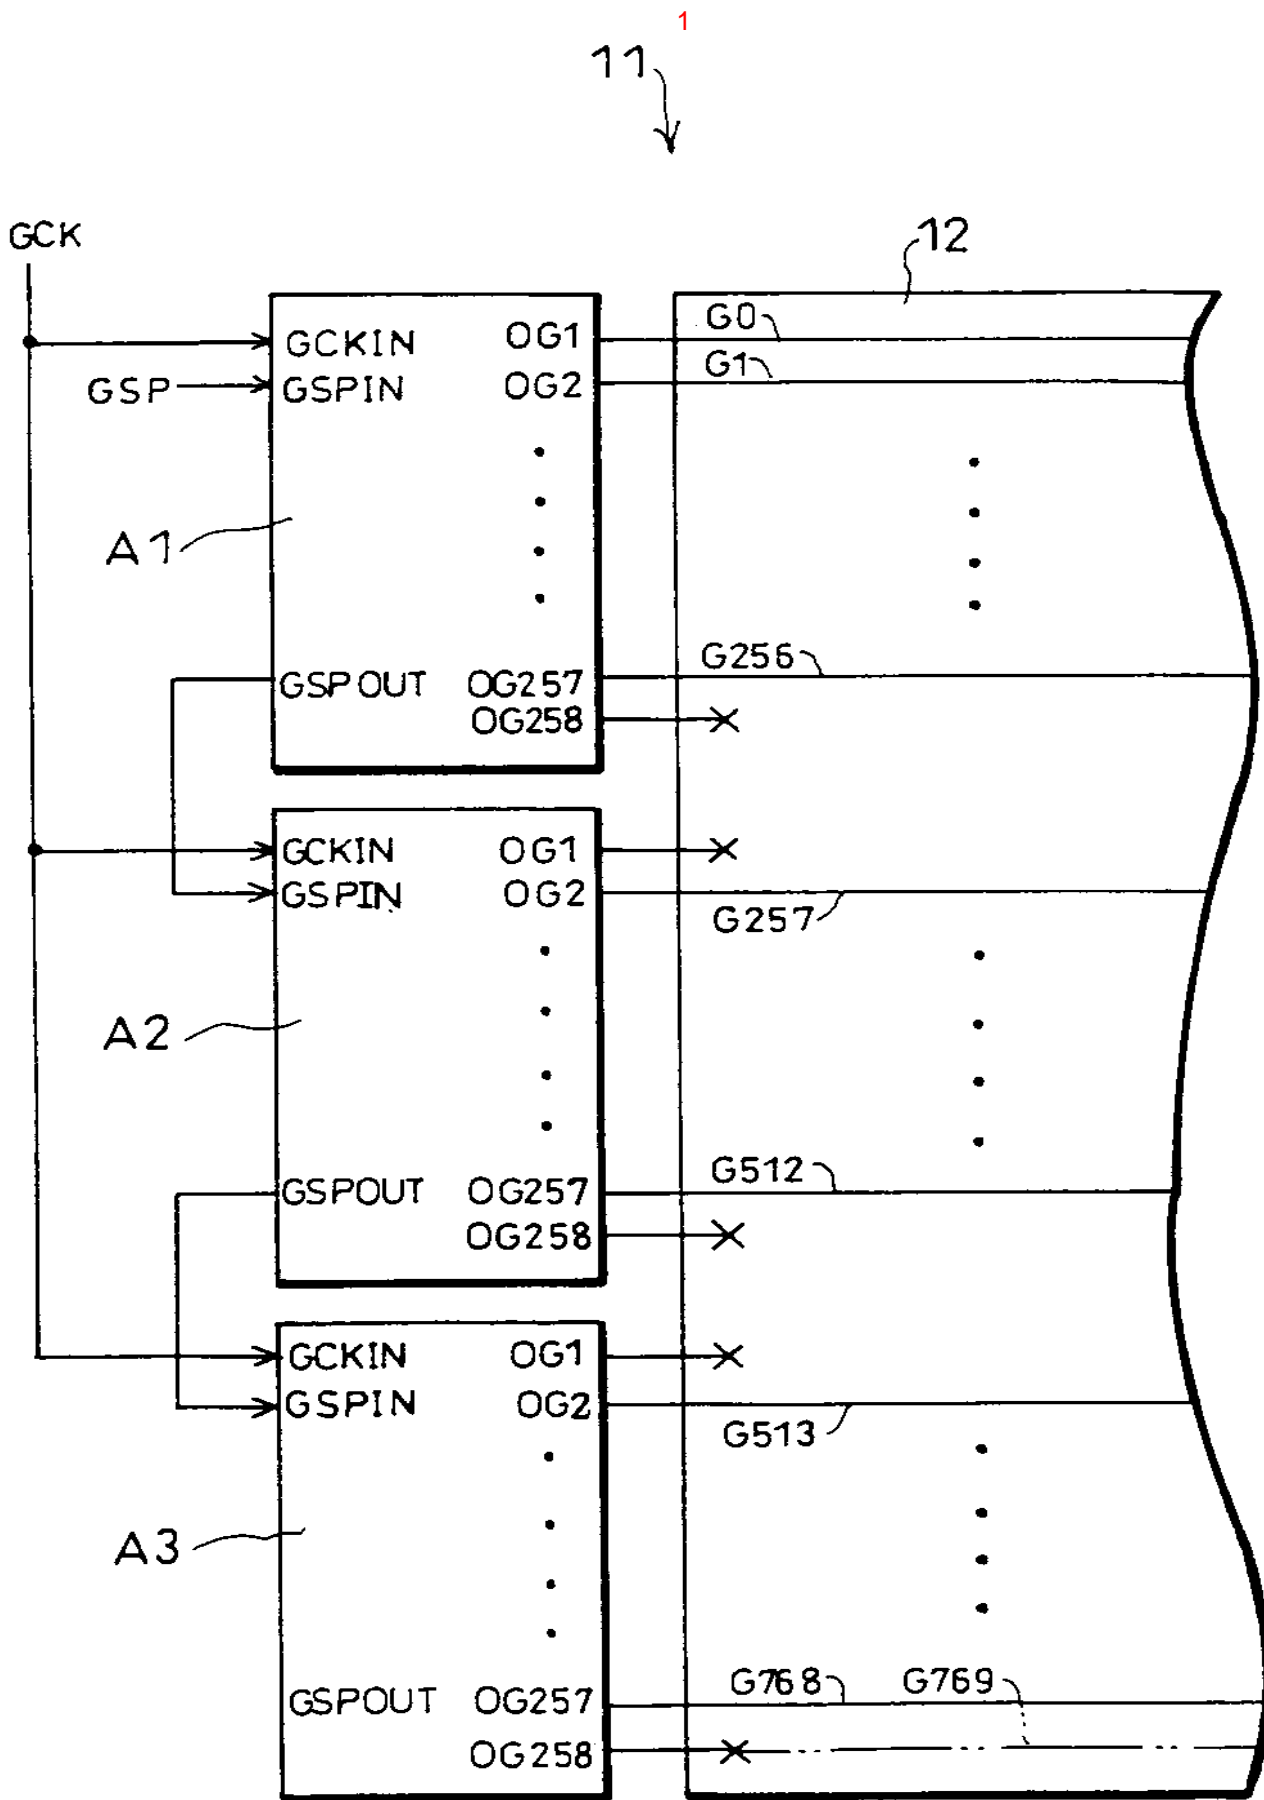 1
11
GCK
12
GCKIN OG1 G0
GSP GSPIN OG2 G1
A1
G256
GSPOUT OG257
OG258
GCKIN OG1
GSPIN OG2
G257
A2
G512
GSPOUT OG257
OG258
GCKIN OG1
GSPIN OG2
G513
A3
G768 G769
GSPOUT OG257
OG258